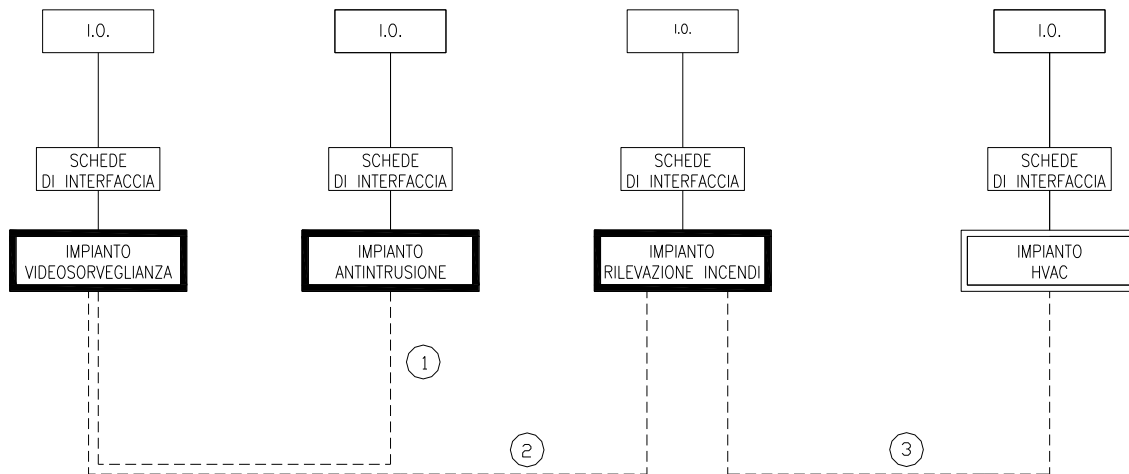 I.O.
I.O.
I.O.
I.O.
SCHEDE
DI INTERFACCIA
SCHEDE
DI INTERFACCIA
SCHEDE
DI INTERFACCIA
SCHEDE
DI INTERFACCIA
IMPIANTO
VIDEOSORVEGLIANZA
IMPIANTO
ANTINTRUSIONE
IMPIANTO
RILEVAZIONE INCENDI
IMPIANTO
HVAC
1
2
3